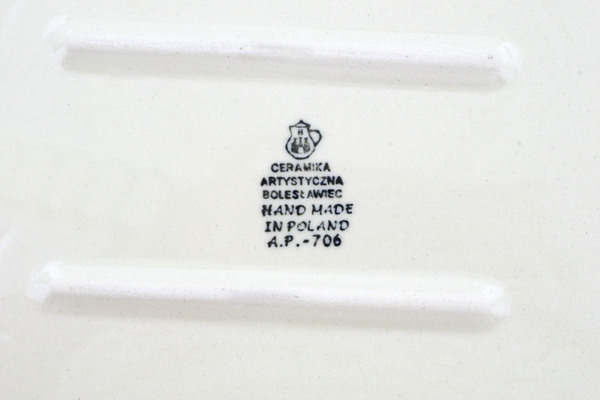 B
CERAMIKA
ARTYSTYCZNA
BOLESŁAWIEC
HAND MADE
IN POLAND
A.P.-706